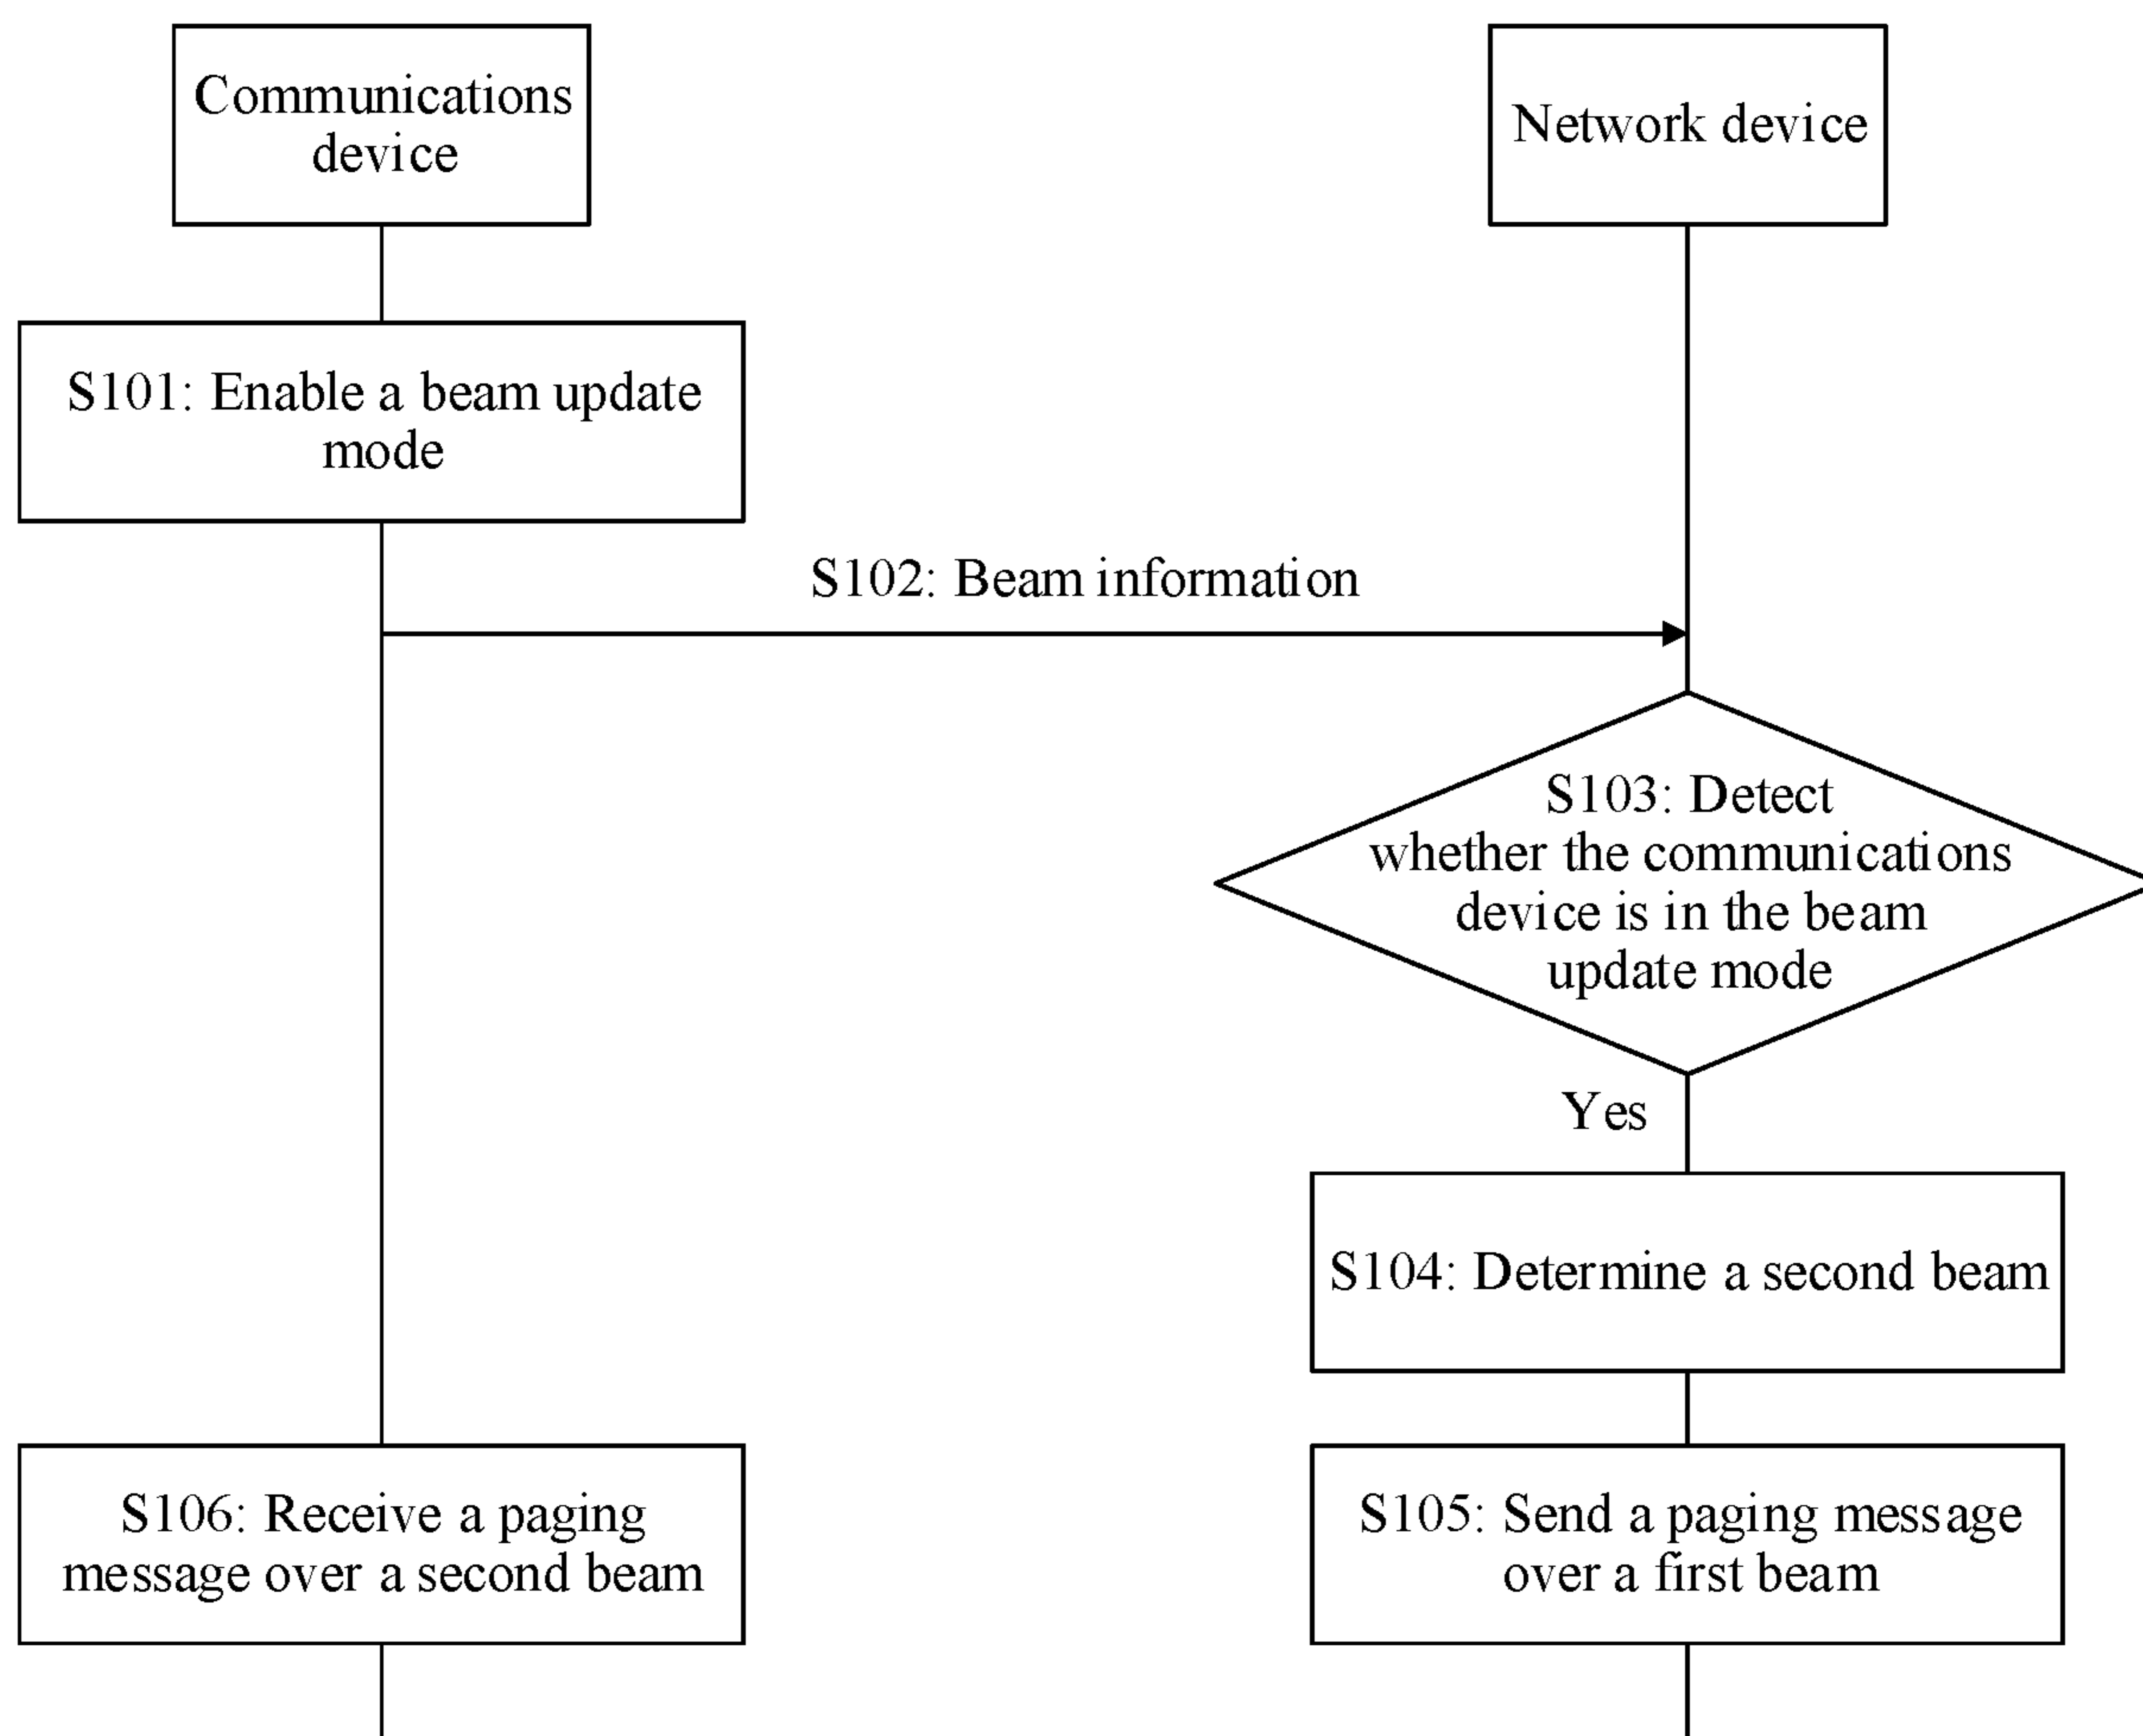 Communications
device
Network device
S101: Enable a beam update
mode
S102: Beam information
S103: Detect
whether the communications
device is in the beam
update mode
Yes
S104: Determine a second beam
S106: Receive a paging
message over a second beam
S105: Send a paging message
over a first beam